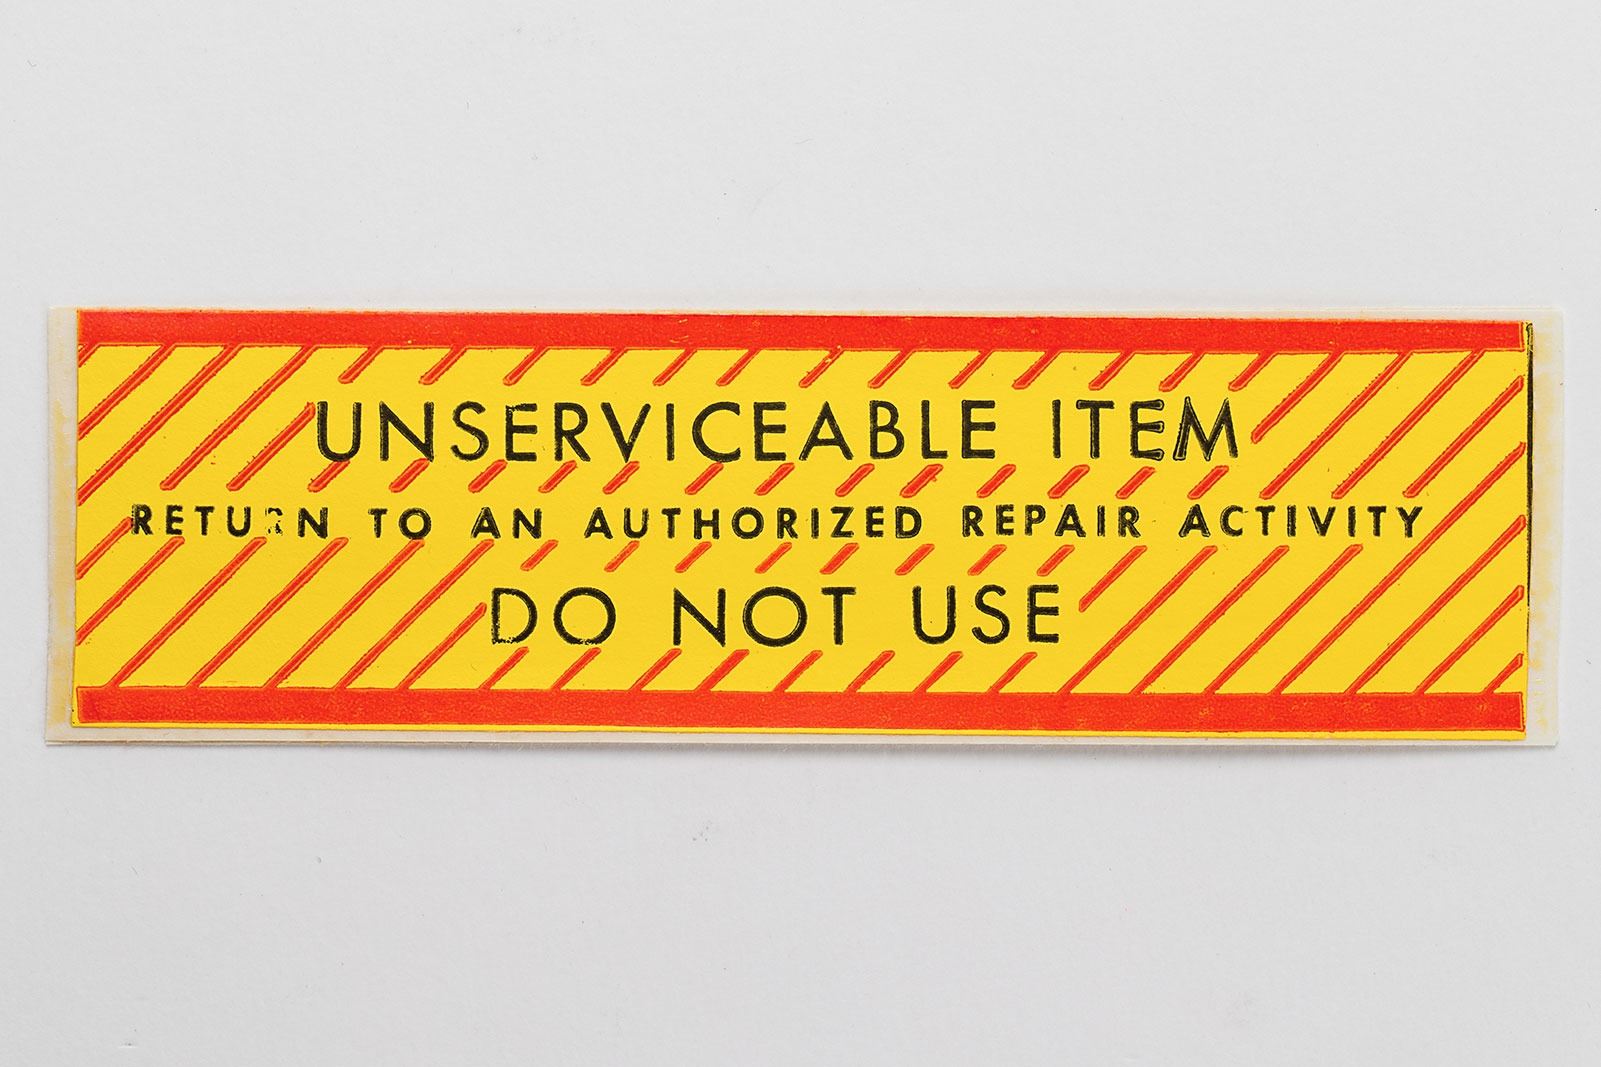 UNSERVICEABLE ITEM
RETURN TO AN AUTHORIZED REPAIR ACTIVITY
DO NOT USE